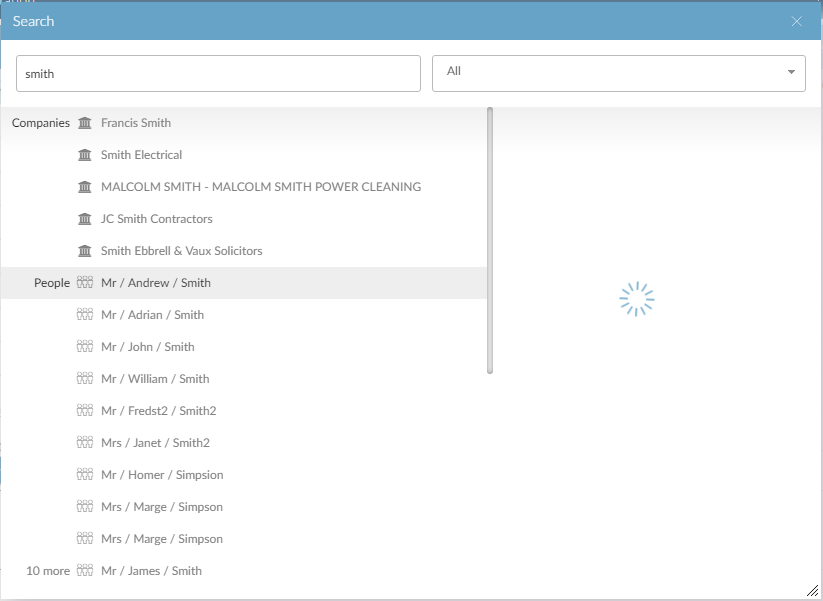 Search
smith
All
Companies Francis Smith
Smith Electrical
MALCOLM SMITH - MALCOLM SMITH POWER CLEANING
JC Smith Contractors
Smith Ebbrell & Vaux Solicitors
People Mr / Andrew / Smith
Mr / Adrian / Smith
Mr / John / Smith
Mr / William / Smith
Mr / Fredst2 / Smith2
Mrs / Janet / Smith2
Mr / Homer / Simpsion
Mrs / Marge / Simpson
Mrs / Marge / Simpson
10 more Mr / James / Smith